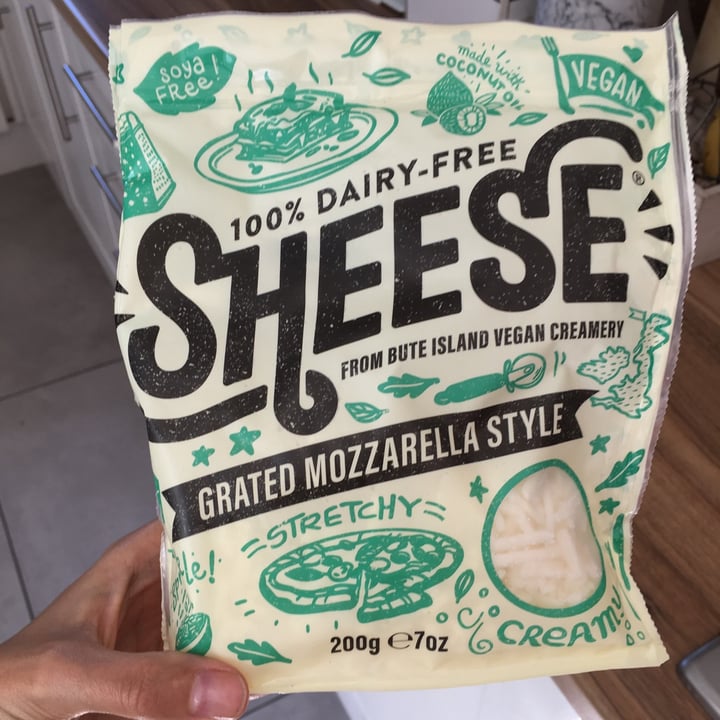 soya
FREE!
made with
COCONUT OIL
VEGAN
100% DAIRY-FREE
SHEESE®
FROM BUTE ISLAND VEGAN CREAMERY
GRATED MOZZARELLA STYLE
STRETCHY
CREAMY
200g ℮ 7oz